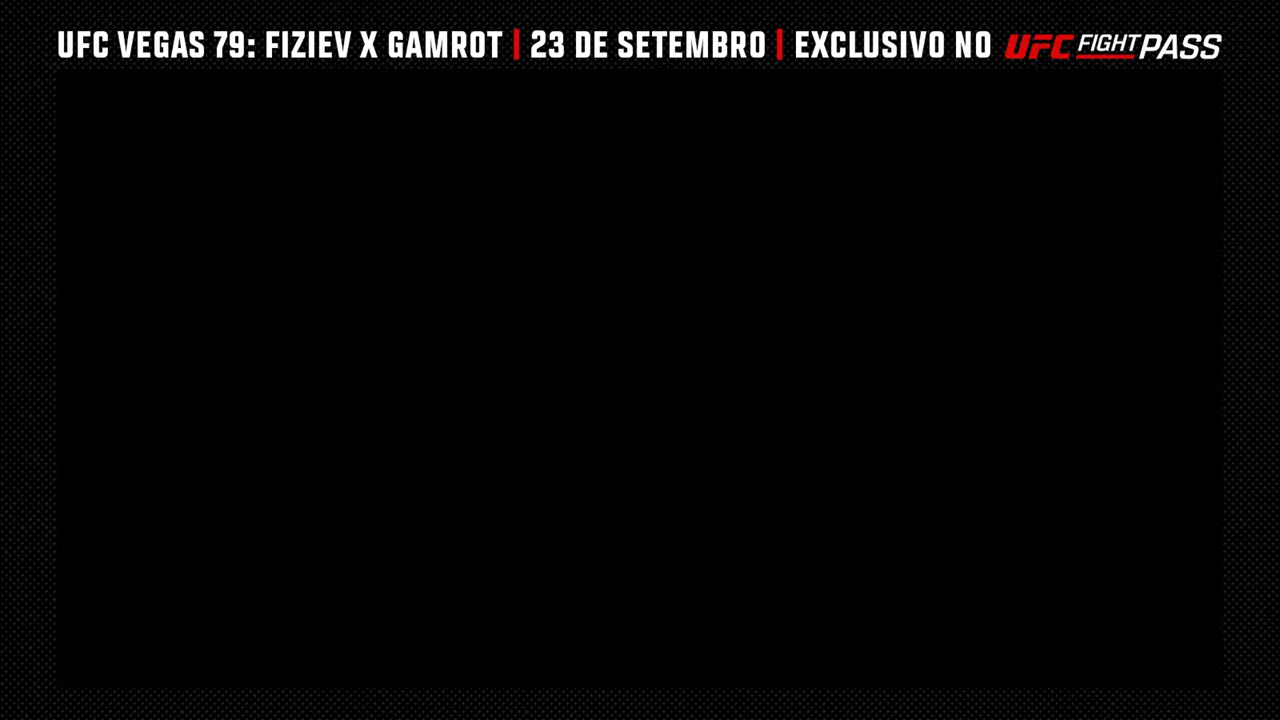 UFC VEGAS 79: FIZIEV X GAMROT | 23 DE SETEMBRO | EXCLUSIVO NO UFC FIGHT PASS